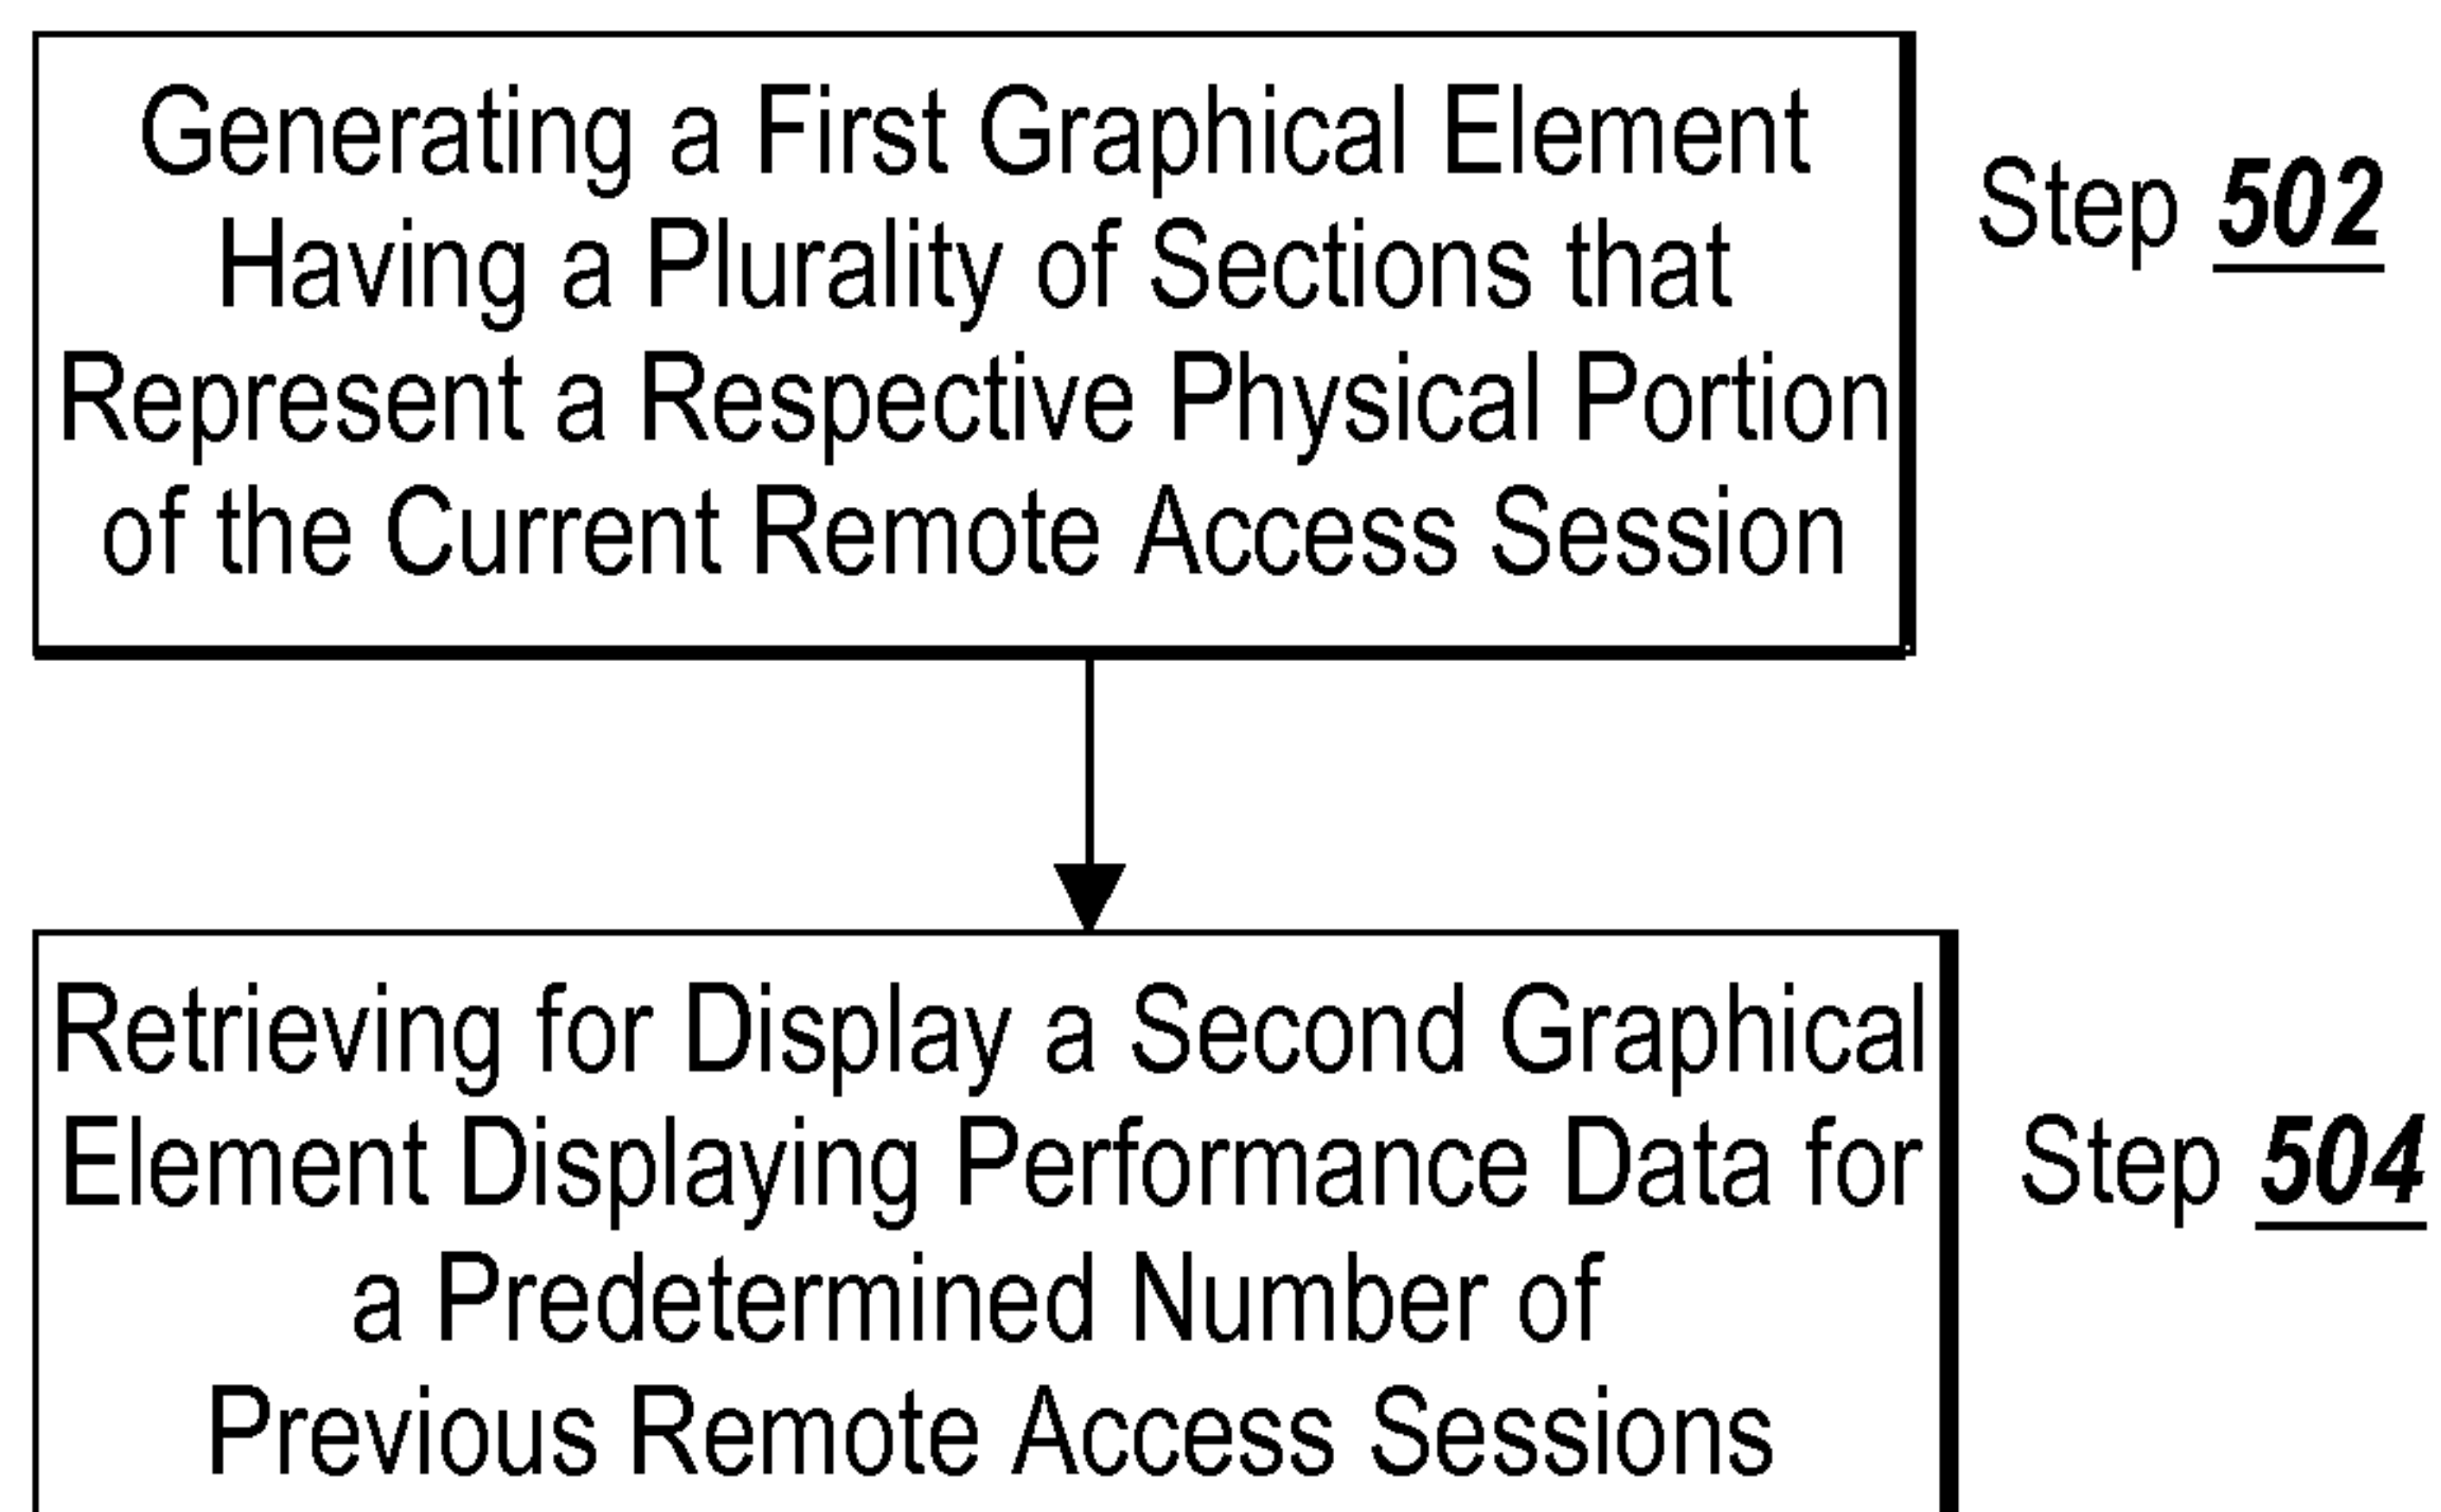 Generating a First Graphical Element
Having a Plurality of Sections that
Represent a Respective Physical Portion
of the Current Remote Access Session
Step 502
Retrieving for Display a Second Graphical
Element Displaying Performance Data for
a Predetermined Number of
Previous Remote Access Sessions
Step 504